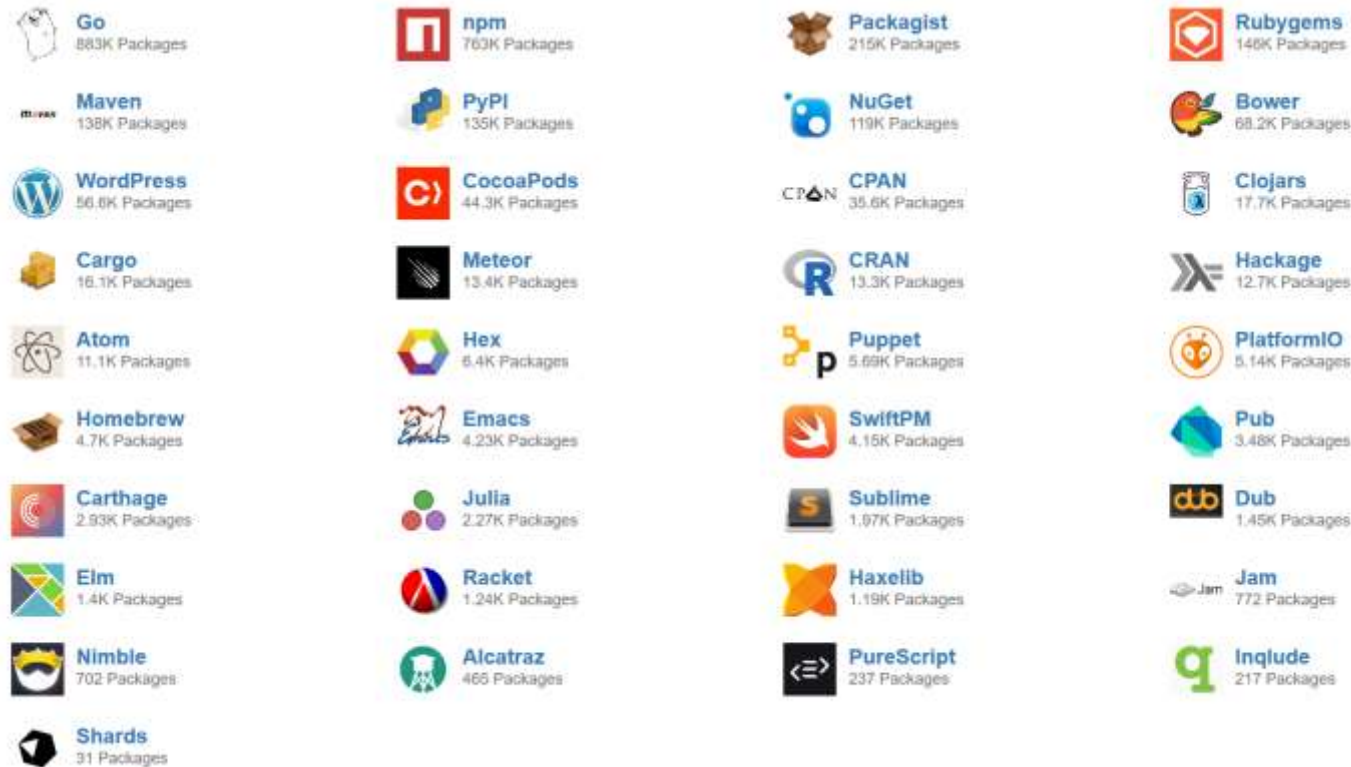 Go
883K Packages
npm
763K Packages
Packagist
215K Packages
Rubygems
146K Packages
Maven
Maven
138K Packages
PyPI
135K Packages
NuGet
119K Packages
Bower
68.2K Packages
WordPress
56.6K Packages
CocoaPods
44.3K Packages
CPAN
CPAN
35.6K Packages
Clojars
17.7K Packages
Cargo
16.1K Packages
Meteor
13.4K Packages
CRAN
13.3K Packages
Hackage
12.7K Packages
Atom
11.1K Packages
Hex
6.4K Packages
Puppet
5.69K Packages
PlatformIO
5.14K Packages
Homebrew
4.7K Packages
Emacs
Emacs
4.23K Packages
SwiftPM
4.15K Packages
Pub
3.48K Packages
Carthage
2.93K Packages
Julia
2.27K Packages
Sublime
1.97K Packages
dub
Dub
1.45K Packages
Elm
1.4K Packages
Racket
1.24K Packages
Haxelib
1.19K Packages
Jam
Jam
772 Packages
Nimble
702 Packages
Alcatraz
465 Packages
PureScript
237 Packages
Inqlude
217 Packages
Shards
31 Packages